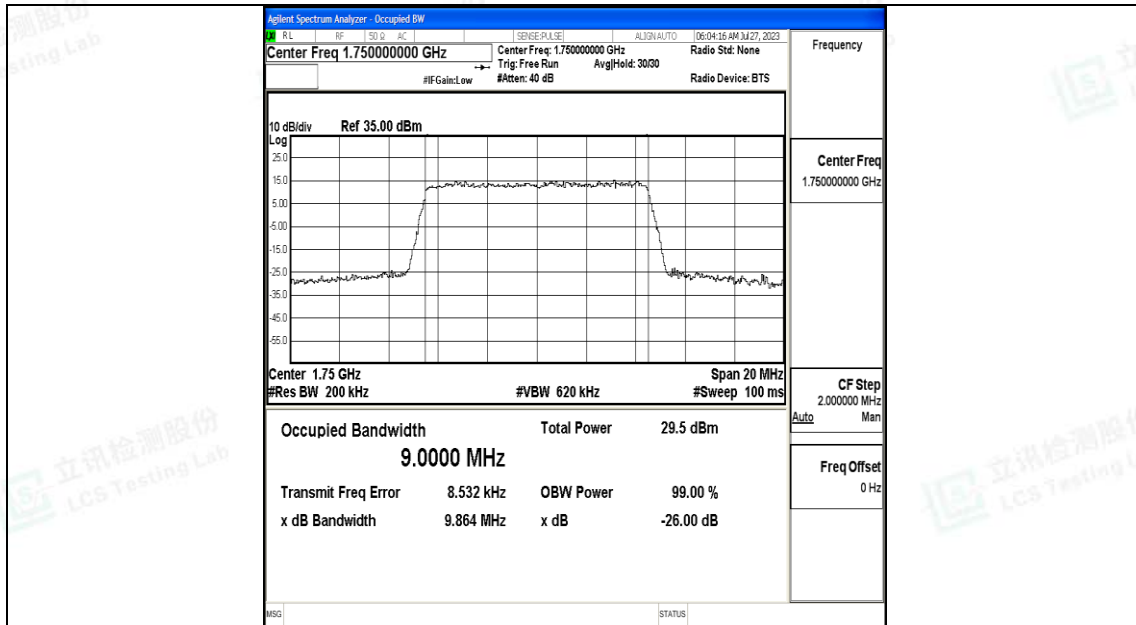 Agilent Spectrum Analyzer - Occupied BW
LXI RL RF 50 Ω AC SENSE:PULSE ALIGN AUTO 06:04:16 AM Jul 27, 2023
Center Freq 1.750000000 GHz
Center Freq: 1.750000000 GHz
Radio Std: None
Trig: Free Run Avg|Hold: 30/30
#IFGain:Low
#Atten: 40 dB
Radio Device: BTS
Frequency
10 dB/div Ref 35.00 dBm
Log
25.0
15.0
5.00
-5.00
-15.0
-25.0
-35.0
-45.0
-55.0
Center 1.75 GHz
Span 20 MHz
#Res BW 200 kHz
#VBW 620 kHz
#Sweep 100 ms
Center Freq
1.750000000 GHz
CF Step
2.000000 MHz
Auto Man
Freq Offset
0 Hz
Occupied Bandwidth
Total Power 29.5 dBm
9.0000 MHz
Transmit Freq Error 8.532 kHz OBW Power 99.00 %
x dB Bandwidth 9.864 MHz x dB -26.00 dB
MSG
STATUS
立讯检测股份
LCS Testing Lab
立讯检测股份